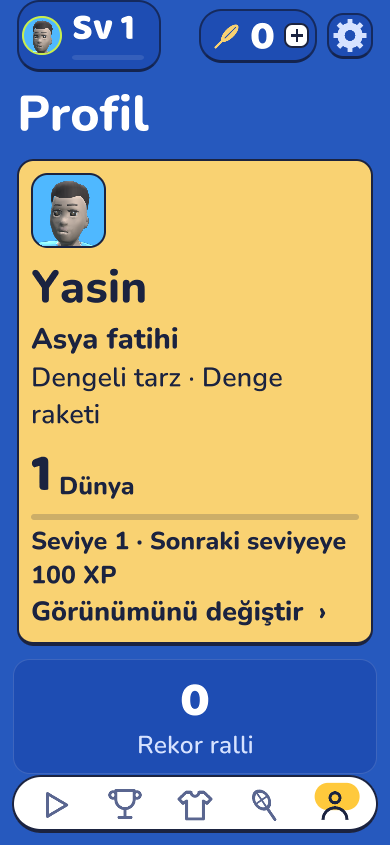 Sv 1
0
Profil
Yasin
Asya fatihi
Dengeli tarz · Denge
raketi
1 Dünya
Seviye 1 · Sonraki seviyeye
100 XP
Görünümünü değiştir ›
0
Rekor ralli